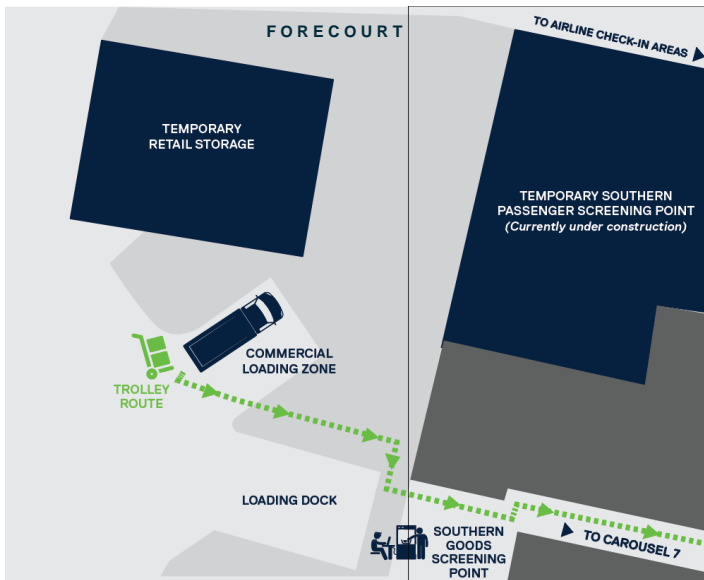 FORECOURT
TO AIRLINE CHECK-IN AREAS
TEMPORARY
RETAIL STORAGE
TEMPORARY SOUTHERN
PASSENGER SCREENING POINT
(Currently under construction)
COMMERCIAL
LOADING ZONE
TROLLEY
ROUTE
LOADING DOCK
SOUTHERN
GOODS
SCREENING
POINT
TO CAROUSEL 7